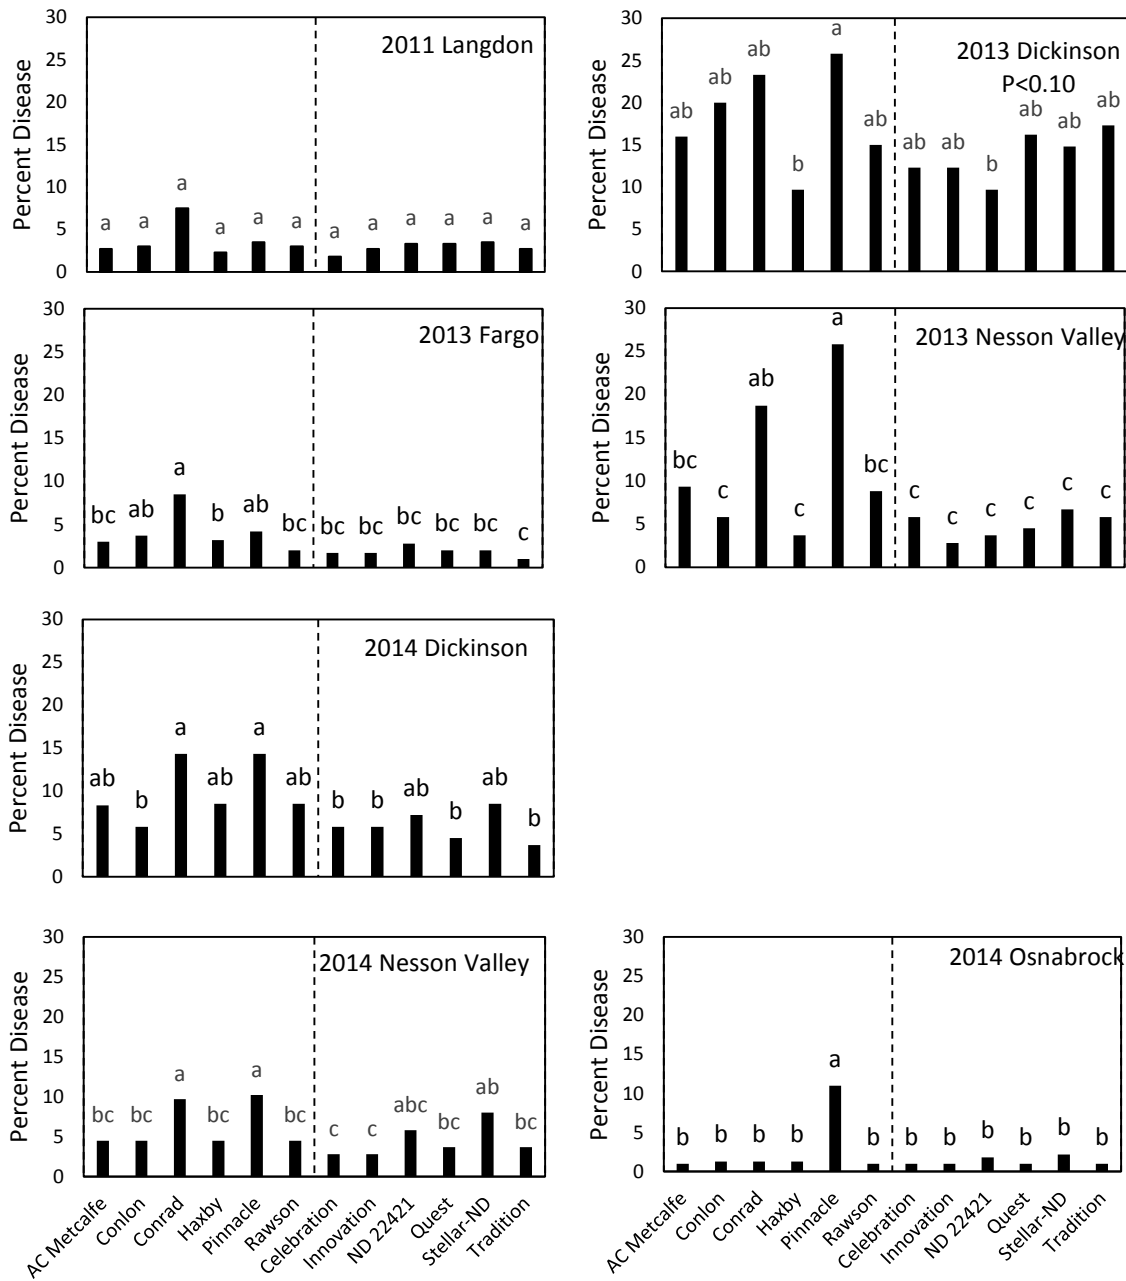 2011 Langdon
Percent Disease
30
25
20
15
10
5
0
a a a a a a a a a a a a
2013 Dickinson
P<0.10
Percent Disease
30
25
20
15
10
5
0
ab ab ab b a ab ab ab b ab ab ab
2013 Fargo
Percent Disease
30
25
20
15
10
5
0
bc ab a b ab bc bc bc bc bc bc c
2013 Nesson Valley
Percent Disease
30
25
20
15
10
5
0
bc c ab c a bc c c c c c c
2014 Dickinson
Percent Disease
30
25
20
15
10
5
0
ab b a ab a ab b b ab b ab b
2014 Nesson Valley
Percent Disease
30
25
20
15
10
5
0
bc bc a bc a bc c c abc bc ab bc
AC Metcalfe
Conlon
Conrad
Haxby
Pinnacle
Rawson
Celebration
Innovation
ND 22421
Quest
Stellar-ND
Tradition
2014 Osnabrock
Percent Disease
30
25
20
15
10
5
0
b b b b a b b b b b b b
AC Metcalfe
Conlon
Conrad
Haxby
Pinnacle
Rawson
Celebration
Innovation
ND 22421
Quest
Stellar-ND
Tradition